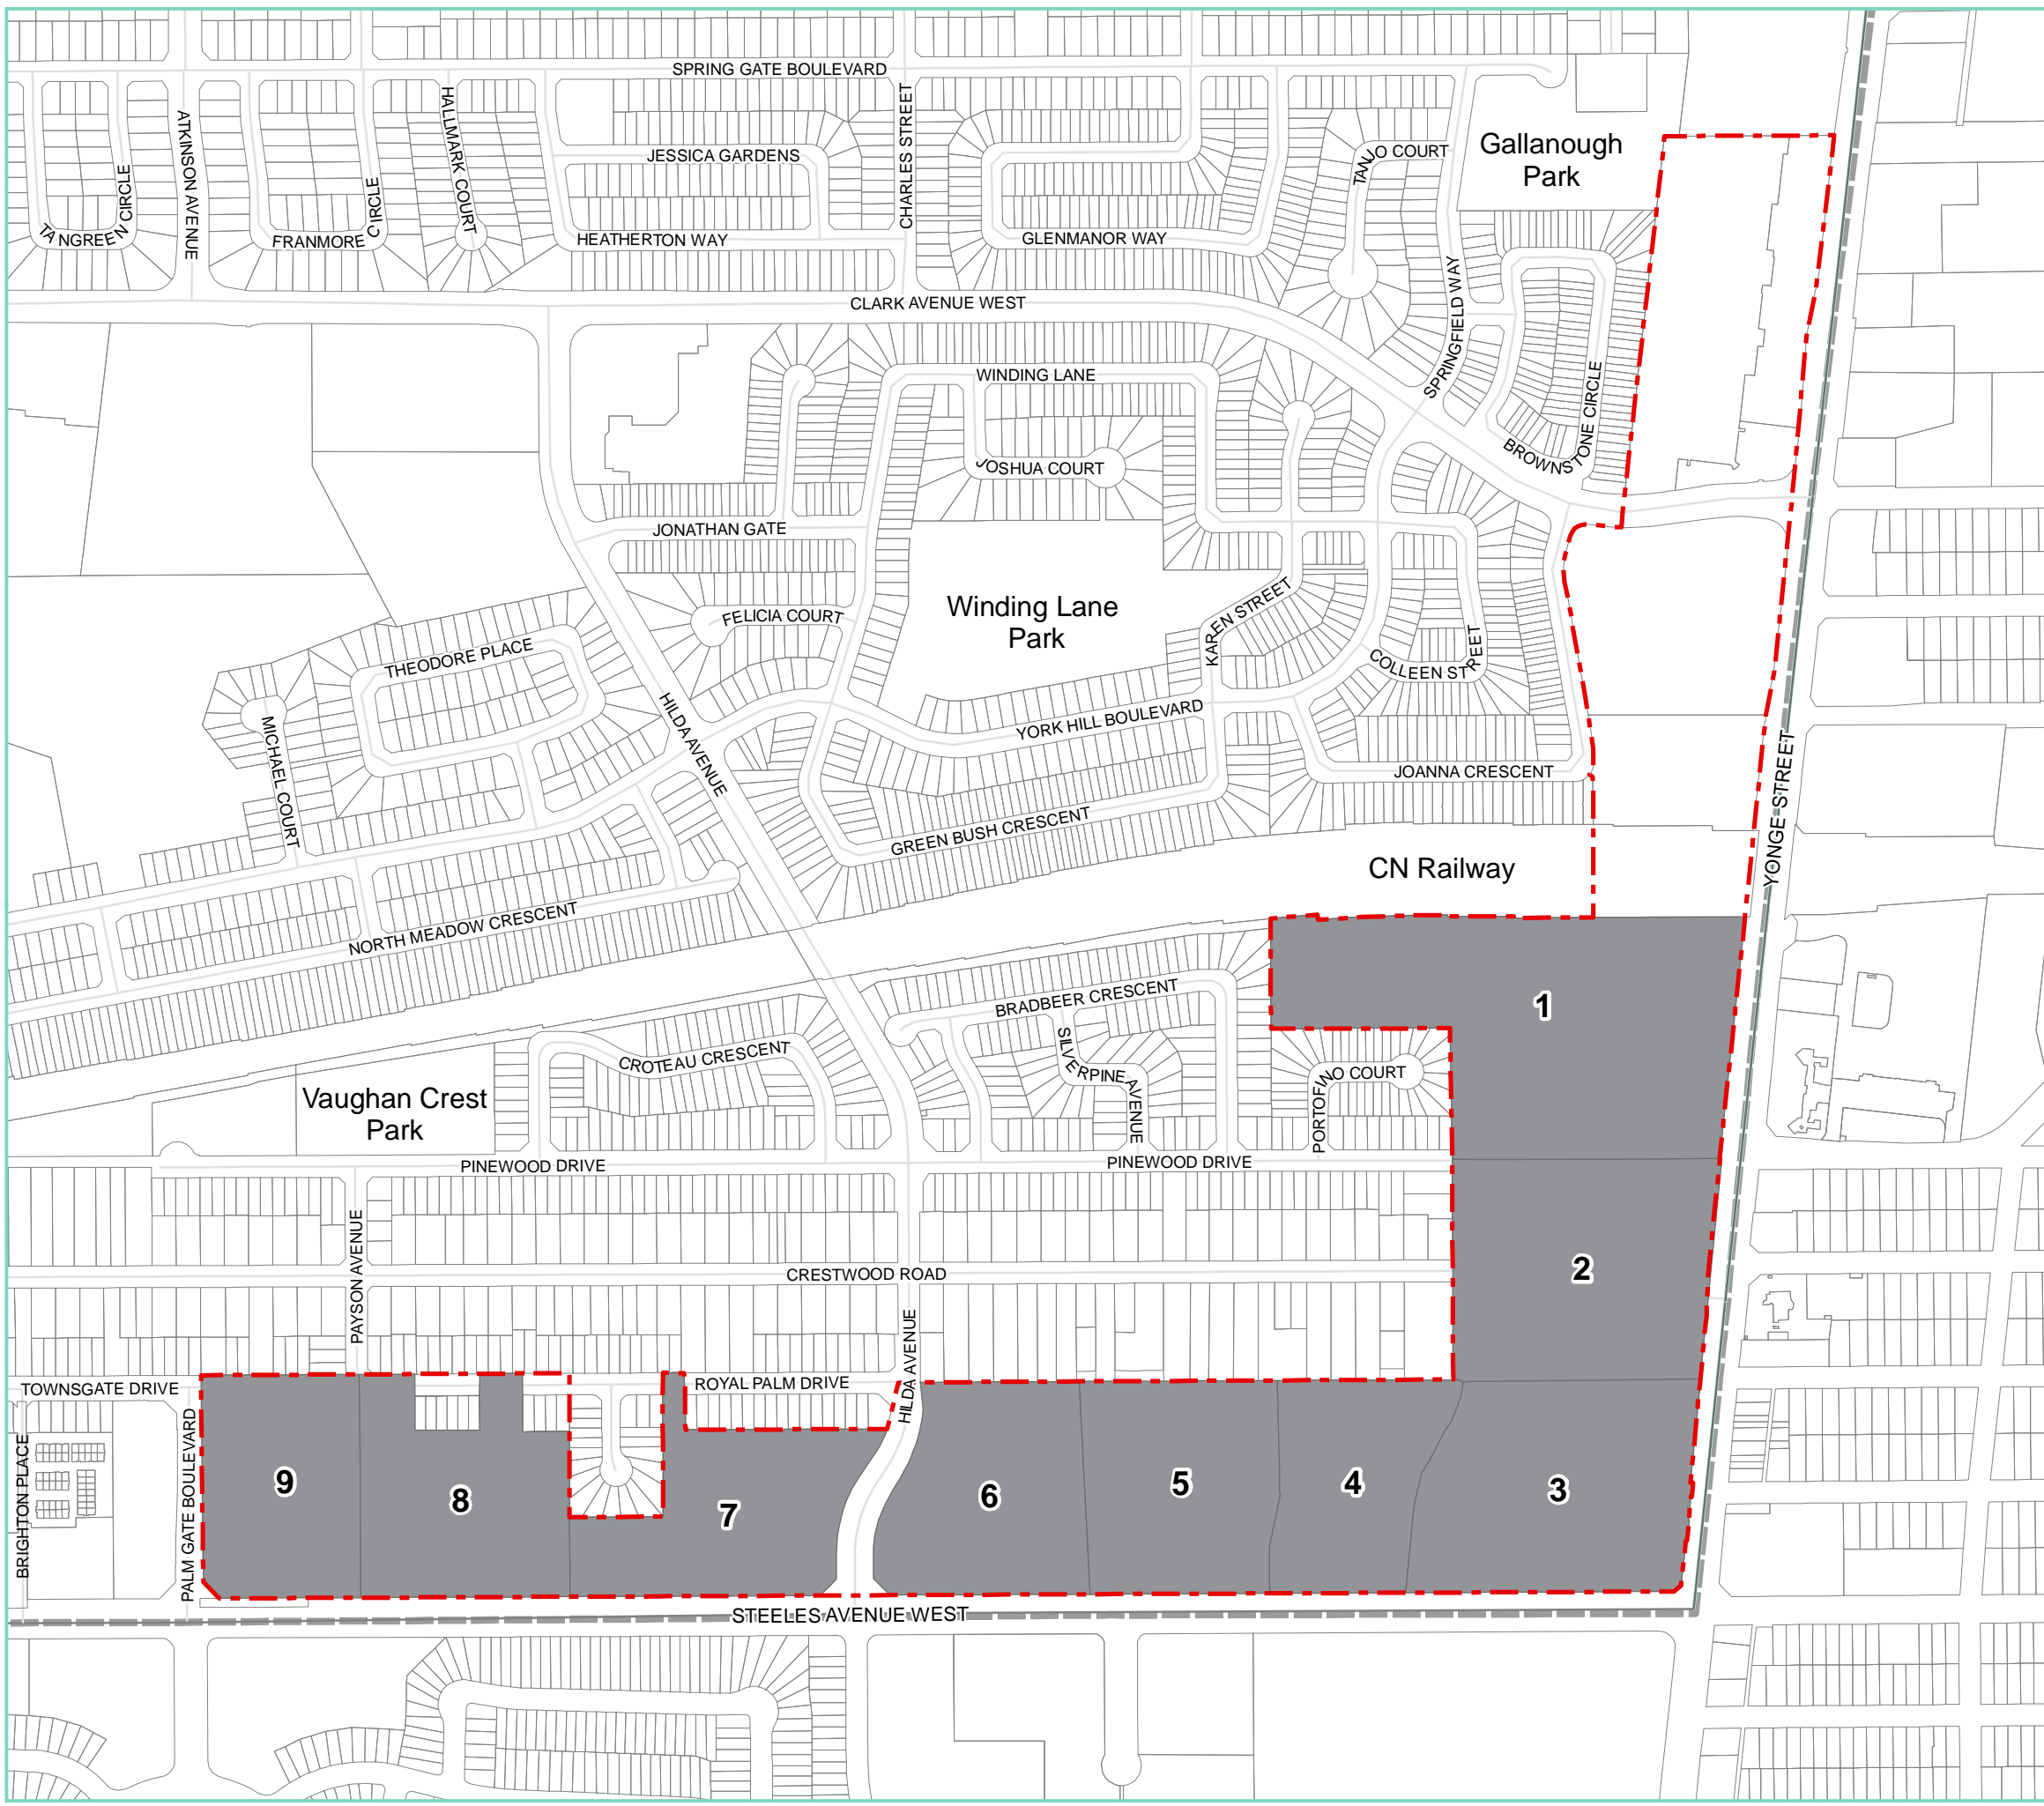 SPRING GATE BOULEVARD
ATKINSON AVENUE
HALLMARK COURT
CHARLES STREET
JESSICA GARDENS
TANJO COURT
Gallanough
Park
TANGREEN CIRCLE
FRANMORE CIRCLE
HEATHERTON WAY
GLENMANOR WAY
SPRINGFIELD WAY
CLARK AVENUE WEST
WINDING LANE
BROWNSTONE CIRCLE
JOSHUA COURT
JONATHAN GATE
Winding Lane
Park
FELICIA COURT
KAREN STREET
COLLEEN STREET
THEODORE PLACE
MICHAEL COURT
HILDA AVENUE
YORK HILL BOULEVARD
JOANNA CRESCENT
YONGE STREET
GREEN BUSH CRESCENT
CN Railway
NORTH MEADOW CRESCENT
BRADBEER CRESCENT
1
CROTEAU CRESCENT
SILVERPINE AVENUE
PORTOFINO COURT
Vaughan Crest
Park
PINEWOOD DRIVE
PINEWOOD DRIVE
PAYSON AVENUE
CRESTWOOD ROAD
2
HILDA AVENUE
TOWNSGATE DRIVE
ROYAL PALM DRIVE
BRIGHTON PLACE
PALM GATE BOULEVARD
9
8
7
6
5
4
3
STEELES AVENUE WEST